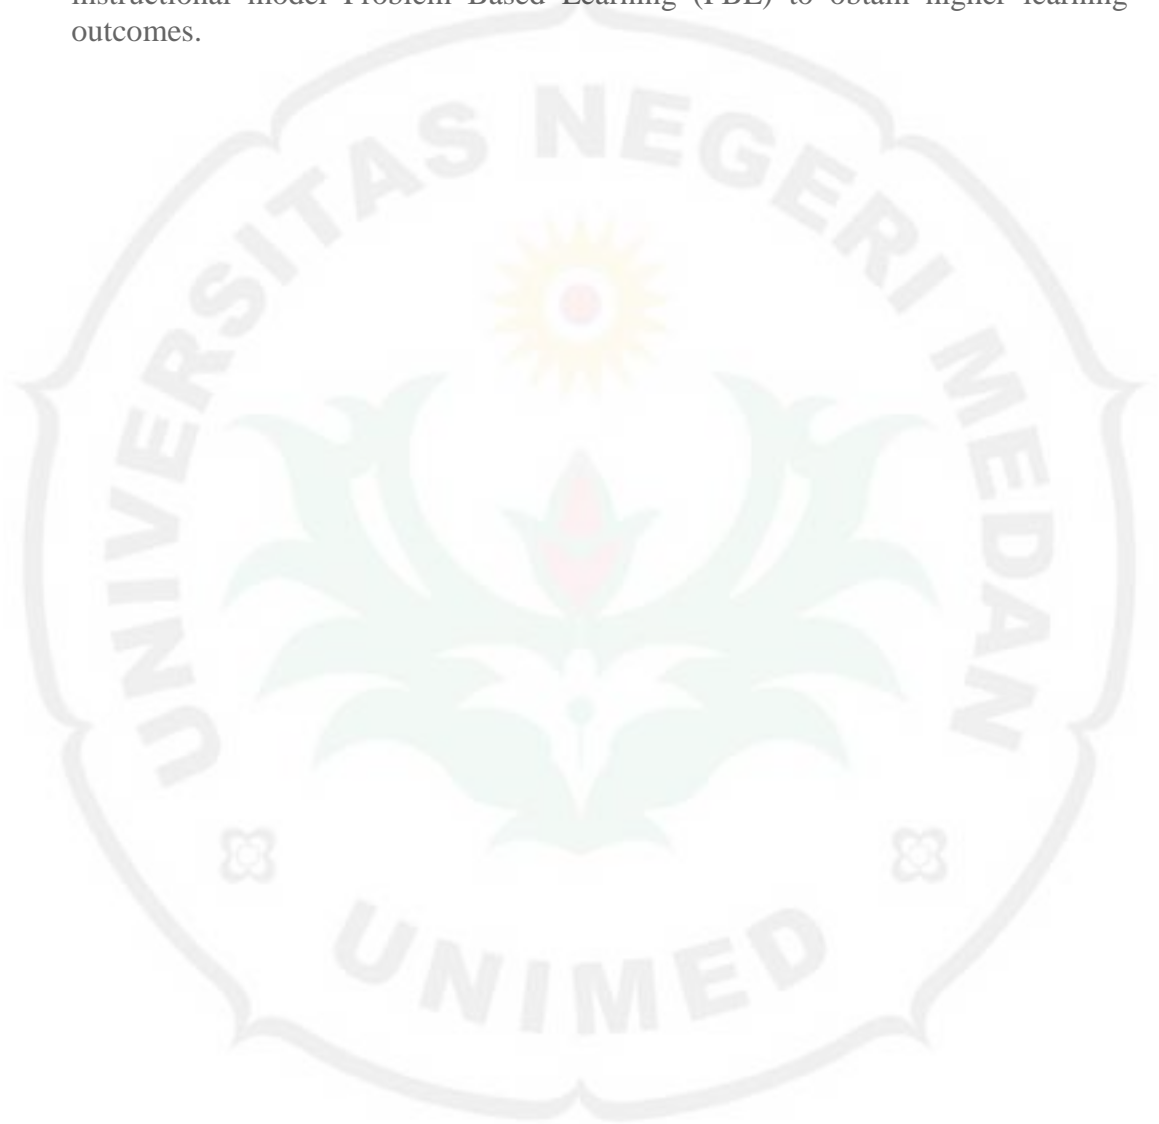 instructional model Problem Based Learning (PBL) to obtain higher learning
outcomes.
UNIVERSITAS NEGERI MEDAN
UNIMED